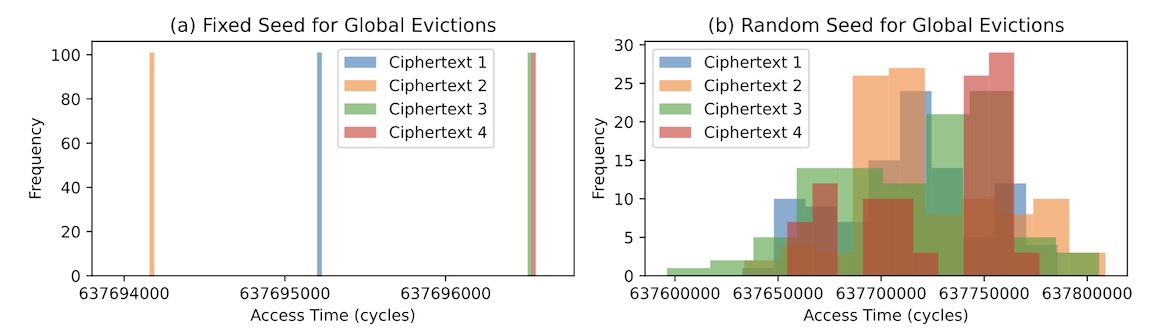 (a) Fixed Seed for Global Evictions
100
80
60
40
20
0
Frequency
Ciphertext 1
Ciphertext 2
Ciphertext 3
Ciphertext 4
637694000 637695000 637696000
Access Time (cycles)
(b) Random Seed for Global Evictions
30
25
20
15
10
5
0
Frequency
Ciphertext 1
Ciphertext 2
Ciphertext 3
Ciphertext 4
637600000 637650000 637700000 637750000 637800000
Access Time (cycles)